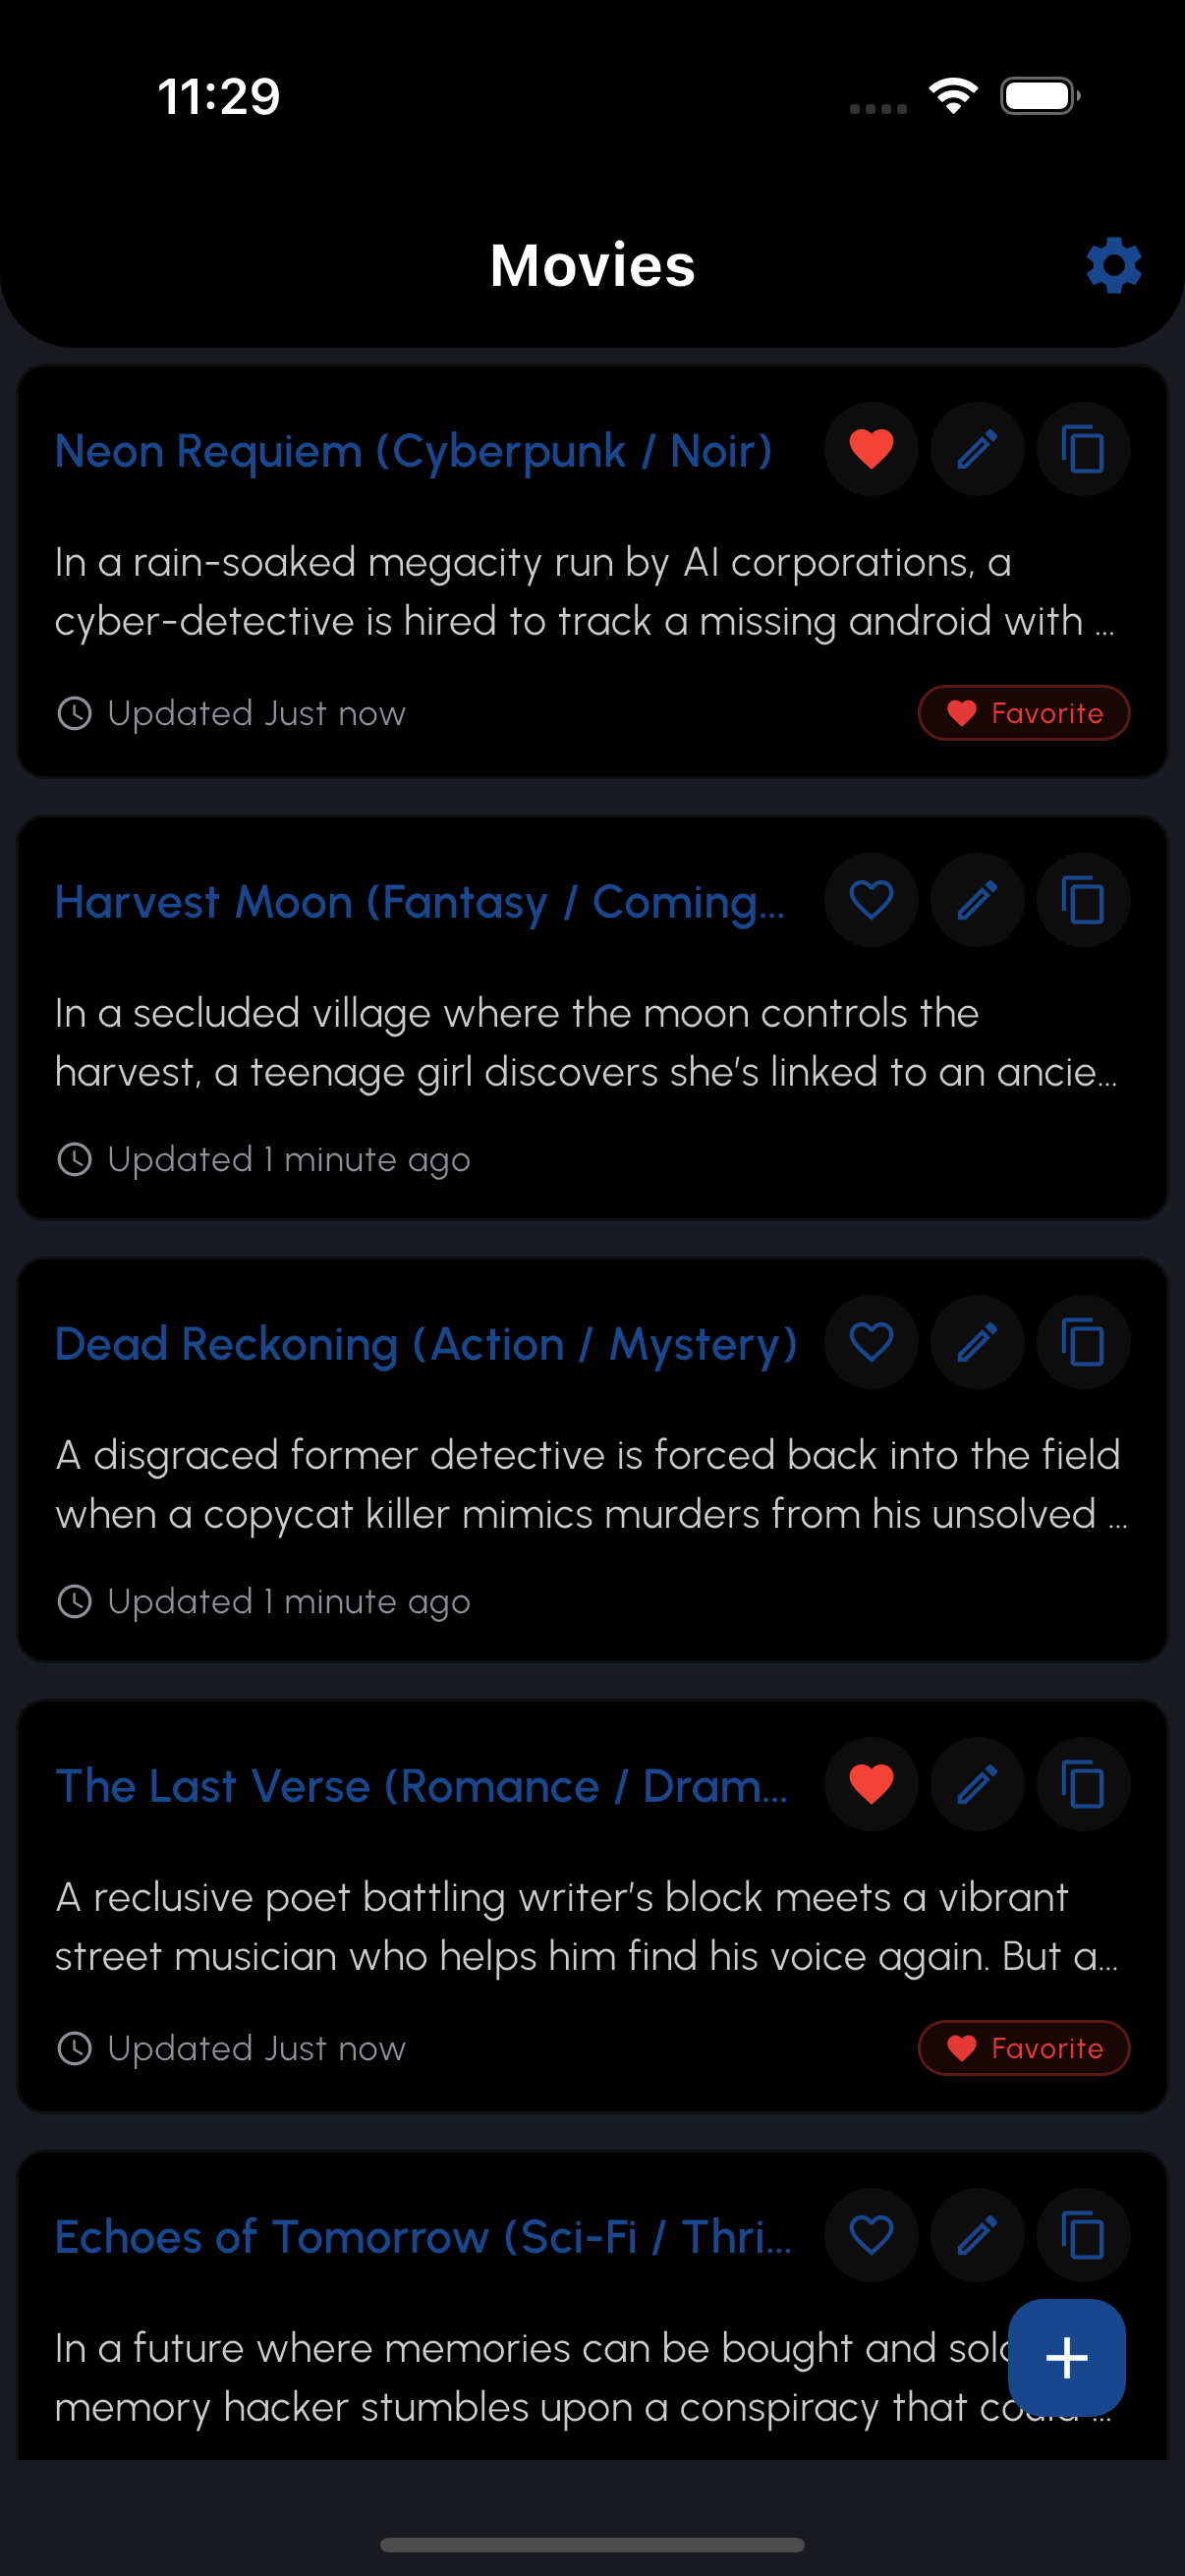 11:29
Movies
Neon Requiem (Cyberpunk / Noir)
In a rain-soaked megacity run by AI corporations, a
cyber-detective is hired to track a missing android with ...
Updated Just now
Favorite
Harvest Moon (Fantasy / Coming...
In a secluded village where the moon controls the
harvest, a teenage girl discovers she's linked to an ancie...
Updated 1 minute ago
Dead Reckoning (Action / Mystery)
A disgraced former detective is forced back into the field
when a copycat killer mimics murders from his unsolved ...
Updated 1 minute ago
The Last Verse (Romance / Dram...
A reclusive poet battling writer's block meets a vibrant
street musician who helps him find his voice again. But a...
Updated Just now
Favorite
Echoes of Tomorrow (Sci-Fi / Thri...
In a future where memories can be bought and
memory hacker stumbles upon a conspiracy that ...